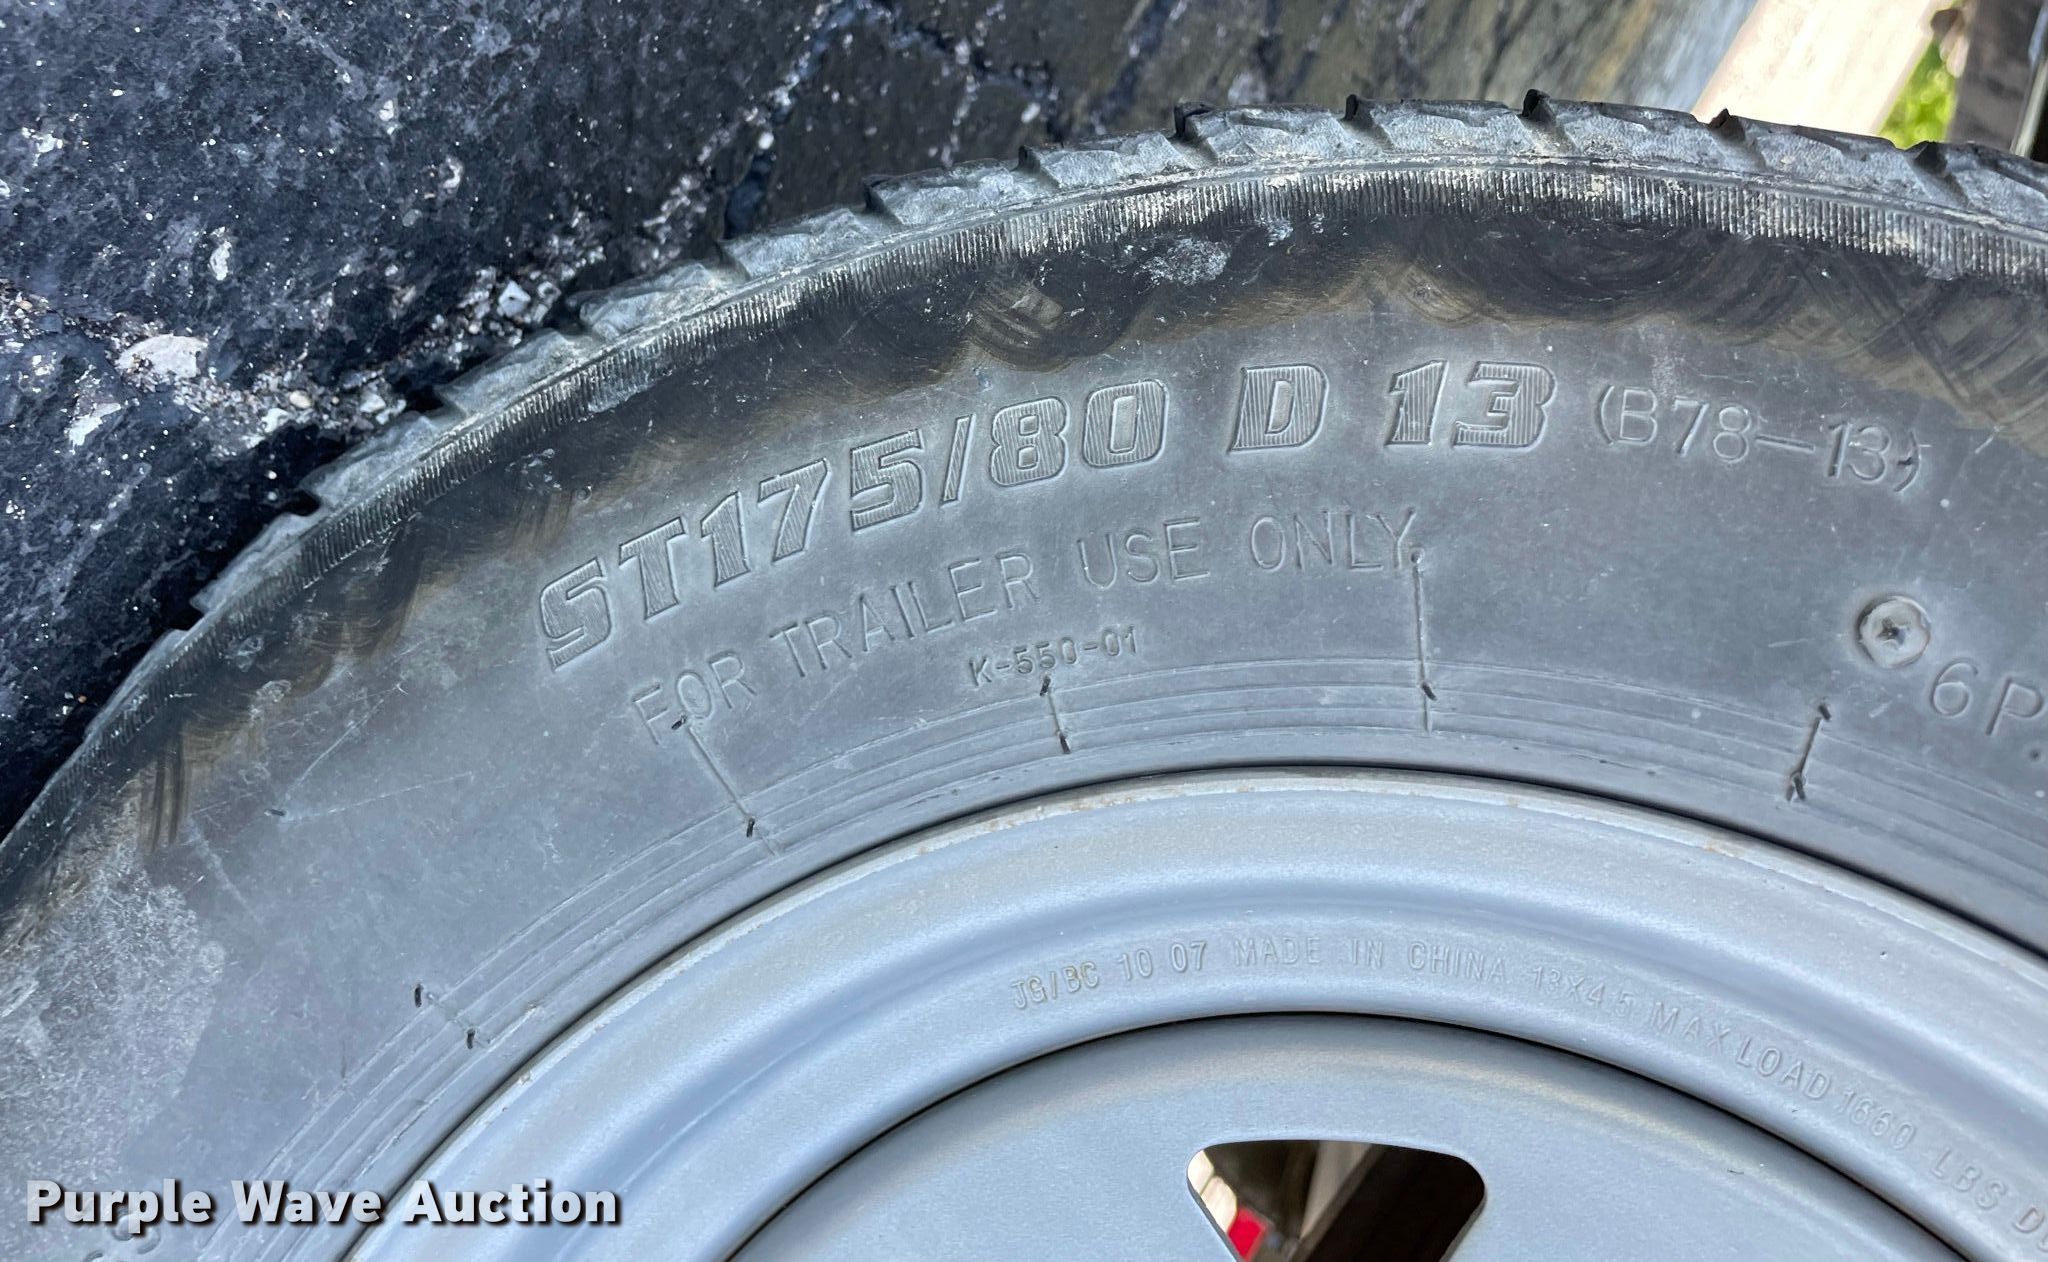 ST175/80 D 13 (B78-13)
FOR TRAILER USE ONLY.
K-550-01
6P.
JG/BC 10 07 MADE IN CHINA 13X4.5 MAX LOAD 1660 LBS
Purple Wave Auction